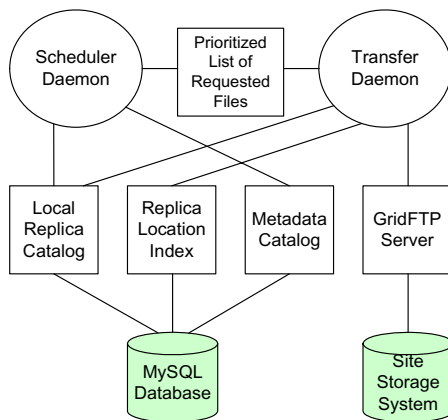 Scheduler
Daemon
Prioritized
List of
Requested
Files
Transfer
Daemon
Local
Replica
Catalog
Replica
Location
Index
Metadata
Catalog
GridFTP
Server
MySQL
Database
Site
Storage
System